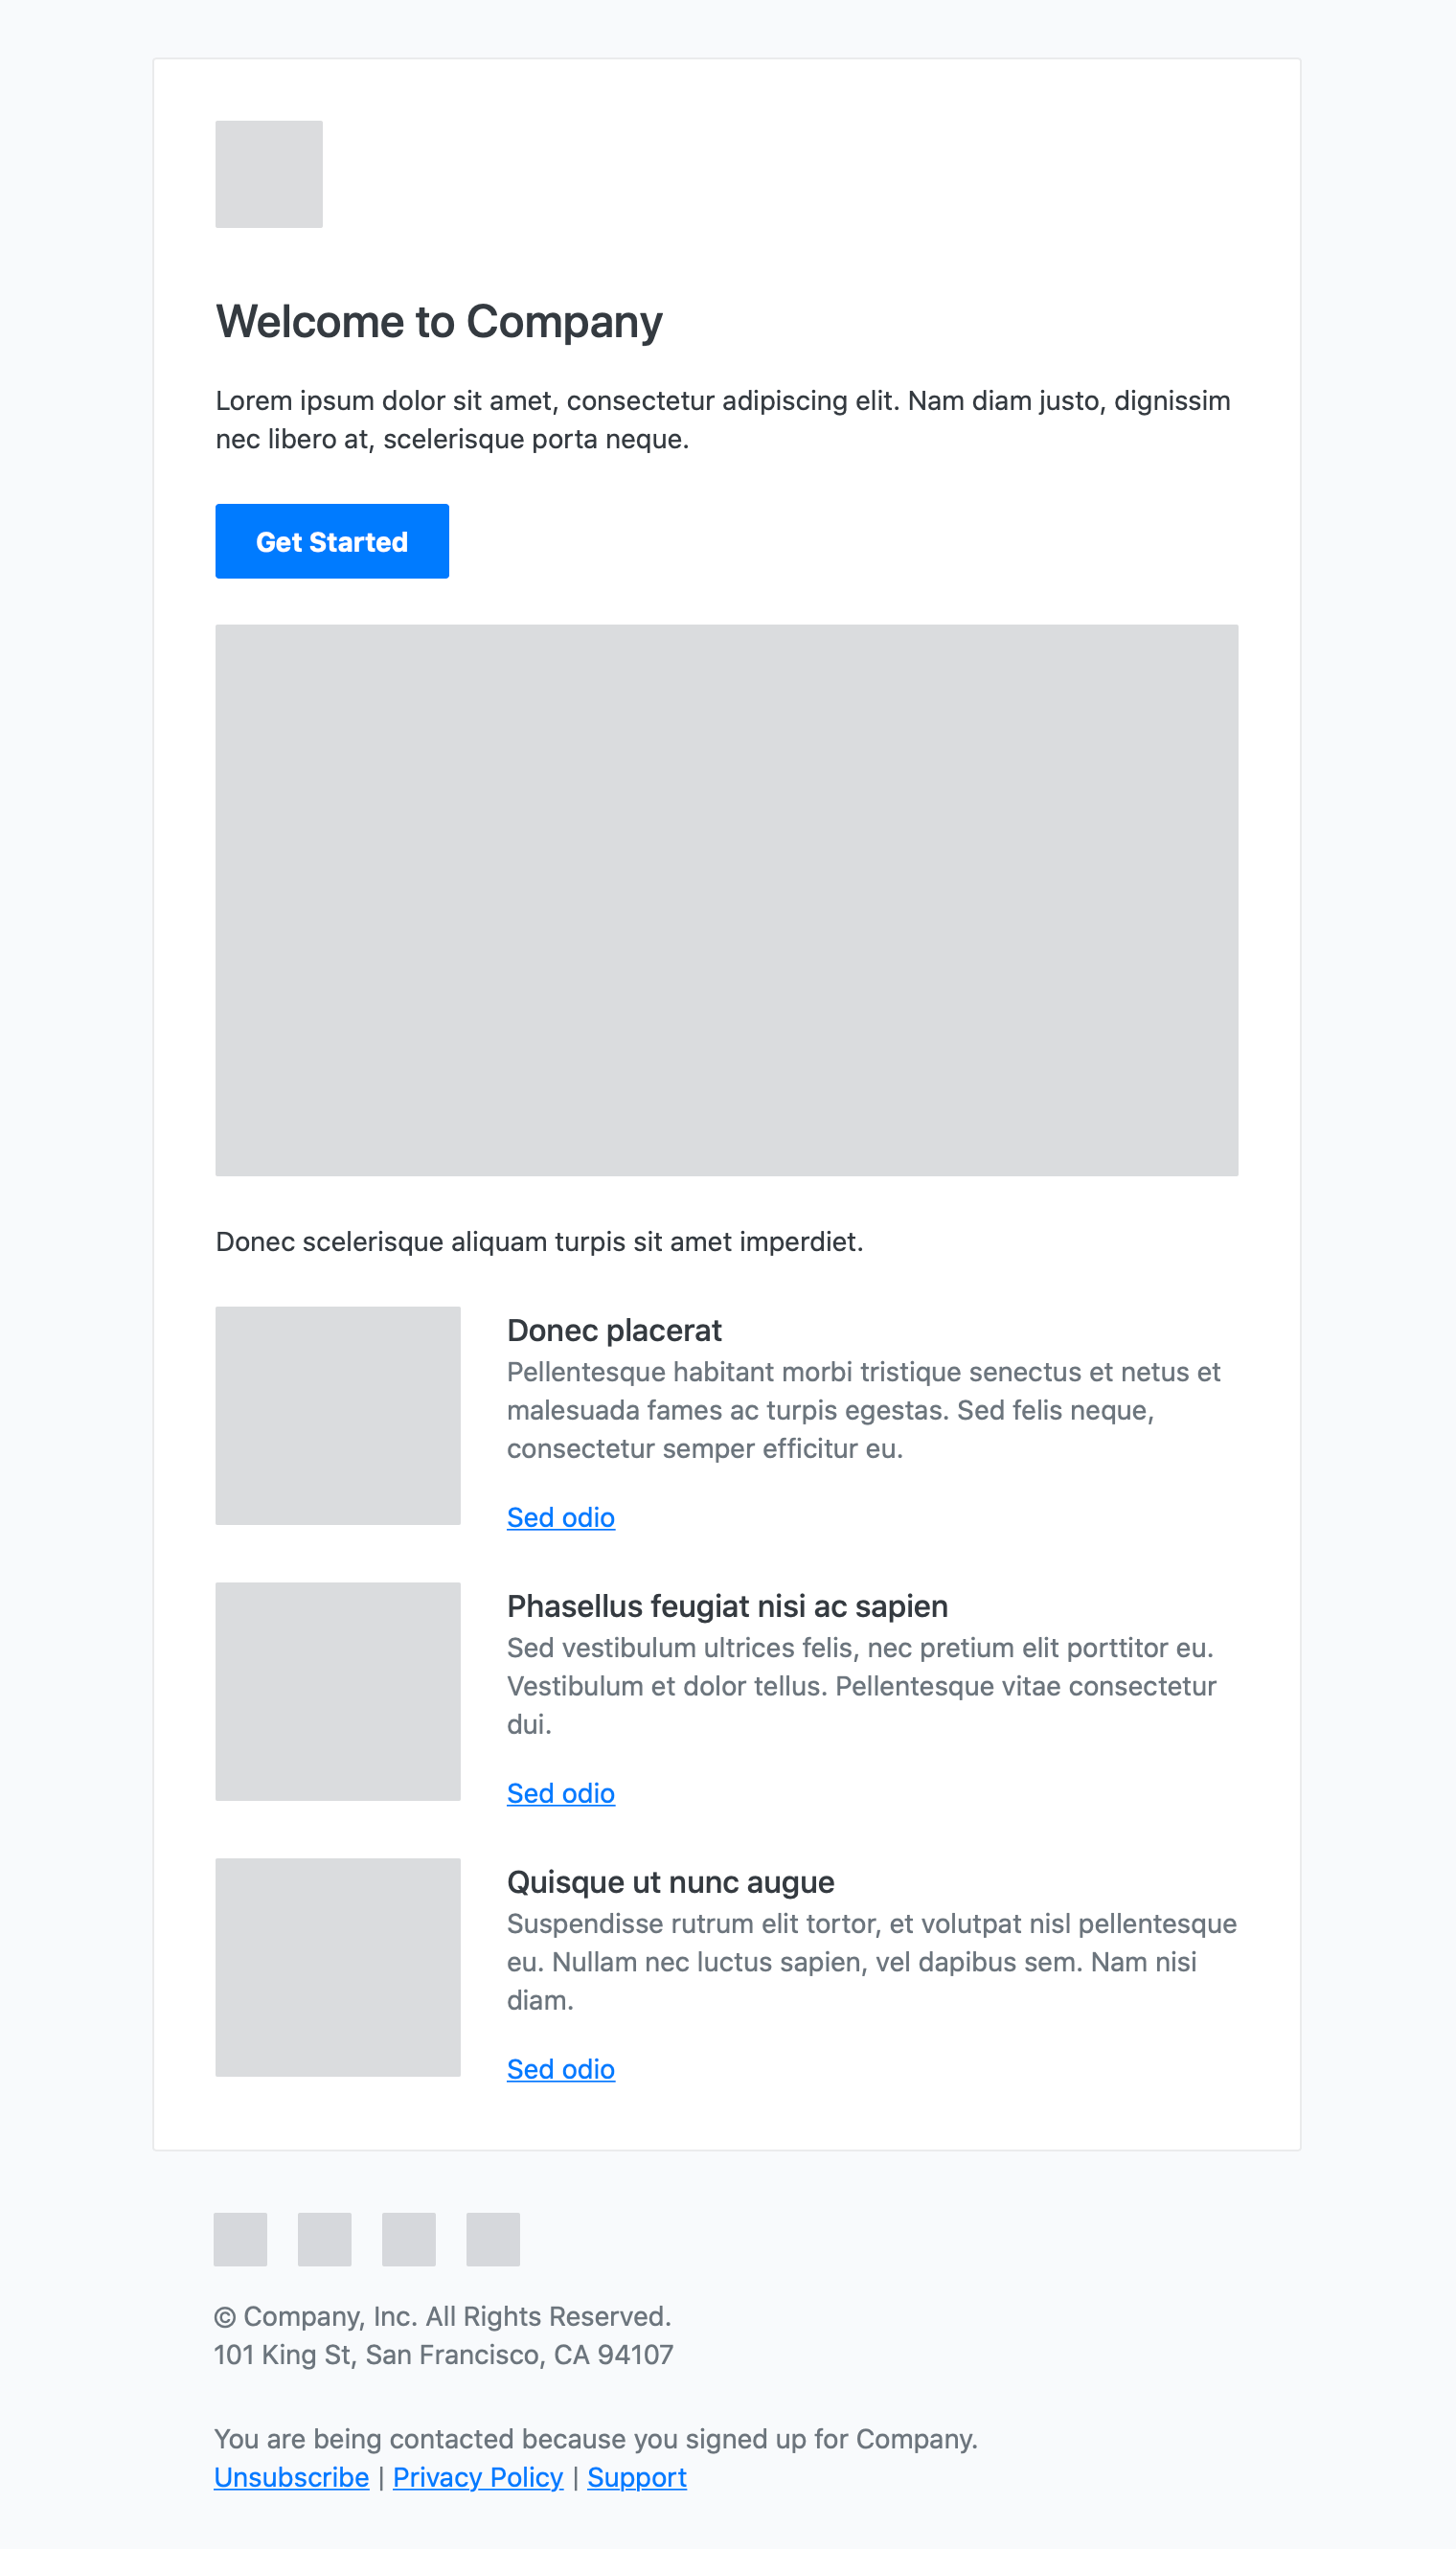 Welcome to Company
Lorem ipsum dolor sit amet, consectetur adipiscing elit. Nam diam justo, dignissim
nec libero at, scelerisque porta neque.
Get Started
Donec scelerisque aliquam turpis sit amet imperdiet.
Donec placerat
Pellentesque habitant morbi tristique senectus et netus et
malesuada fames ac turpis egestas. Sed felis neque,
consectetur semper efficitur eu.
Sed odio
Phasellus feugiat nisi ac sapien
Sed vestibulum ultrices felis, nec pretium elit porttitor eu.
Vestibulum et dolor tellus. Pellentesque vitae consectetur
dui.
Sed odio
Quisque ut nunc augue
Suspendisse rutrum elit tortor, et volutpat nisl pellentesque
eu. Nullam nec luctus sapien, vel dapibus sem. Nam nisi
diam.
Sed odio
© Company, Inc. All Rights Reserved.
101 King St, San Francisco, CA 94107
You are being contacted because you signed up for Company.
Unsubscribe | Privacy Policy | Support